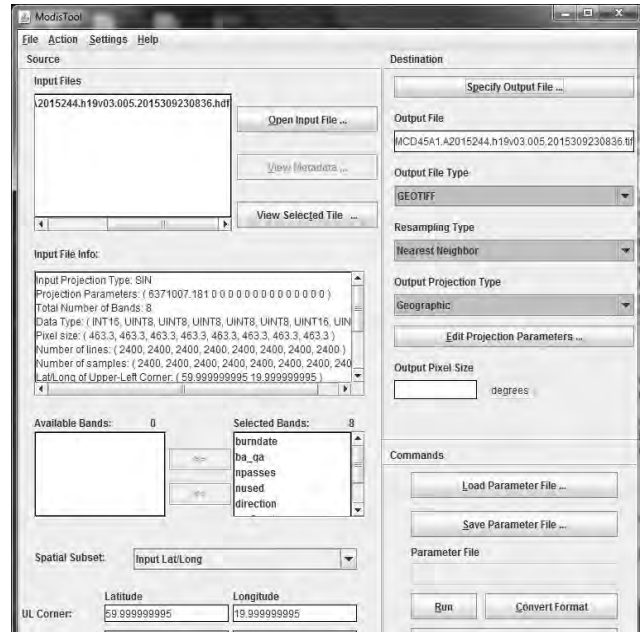 ModisTool
File Action Settings Help
Source
Input Files
\2015244.h19v03.005.2015309230836.hdf
Open Input File ...
View Metadata ...
View Selected Tile ...
Input File Info:
Input Projection Type: SIN
Projection Parameters: ( 6371007.181 0 0 0 0 0 0 0 0 0 0 0 0 0 0 )
Total Number of Bands: 8
Data Type: ( INT16, UINT8, UINT8, UINT8, UINT8, UINT8, UINT16, UIN
Pixel size: ( 463.3, 463.3, 463.3, 463.3, 463.3, 463.3, 463.3, 463.3 )
Number of lines: ( 2400, 2400, 2400, 2400, 2400, 2400, 2400, 2400 )
Number of samples: ( 2400, 2400, 2400, 2400, 2400, 2400, 2400, 240
Lat/Long of Upper-Left Corner: ( 59.999999995 19.999999995 )
Available Bands: 0
Selected Bands: 8
>>
<<
burndate
ba_qa
npasses
nused
direction
Spatial Subset: Input Lat/Long
Latitude Longitude
UL Corner: 59.999999995 19.999999995
Destination
Specify Output File ...
Output File
MCD45A1.A2015244.h19v03.005.2015309230836.tif
Output File Type
GEOTIFF
Resampling Type
Nearest Neighbor
Output Projection Type
Geographic
Edit Projection Parameters ...
Output Pixel Size
degrees
Commands
Load Parameter File ...
Save Parameter File ...
Parameter File
Run Convert Format